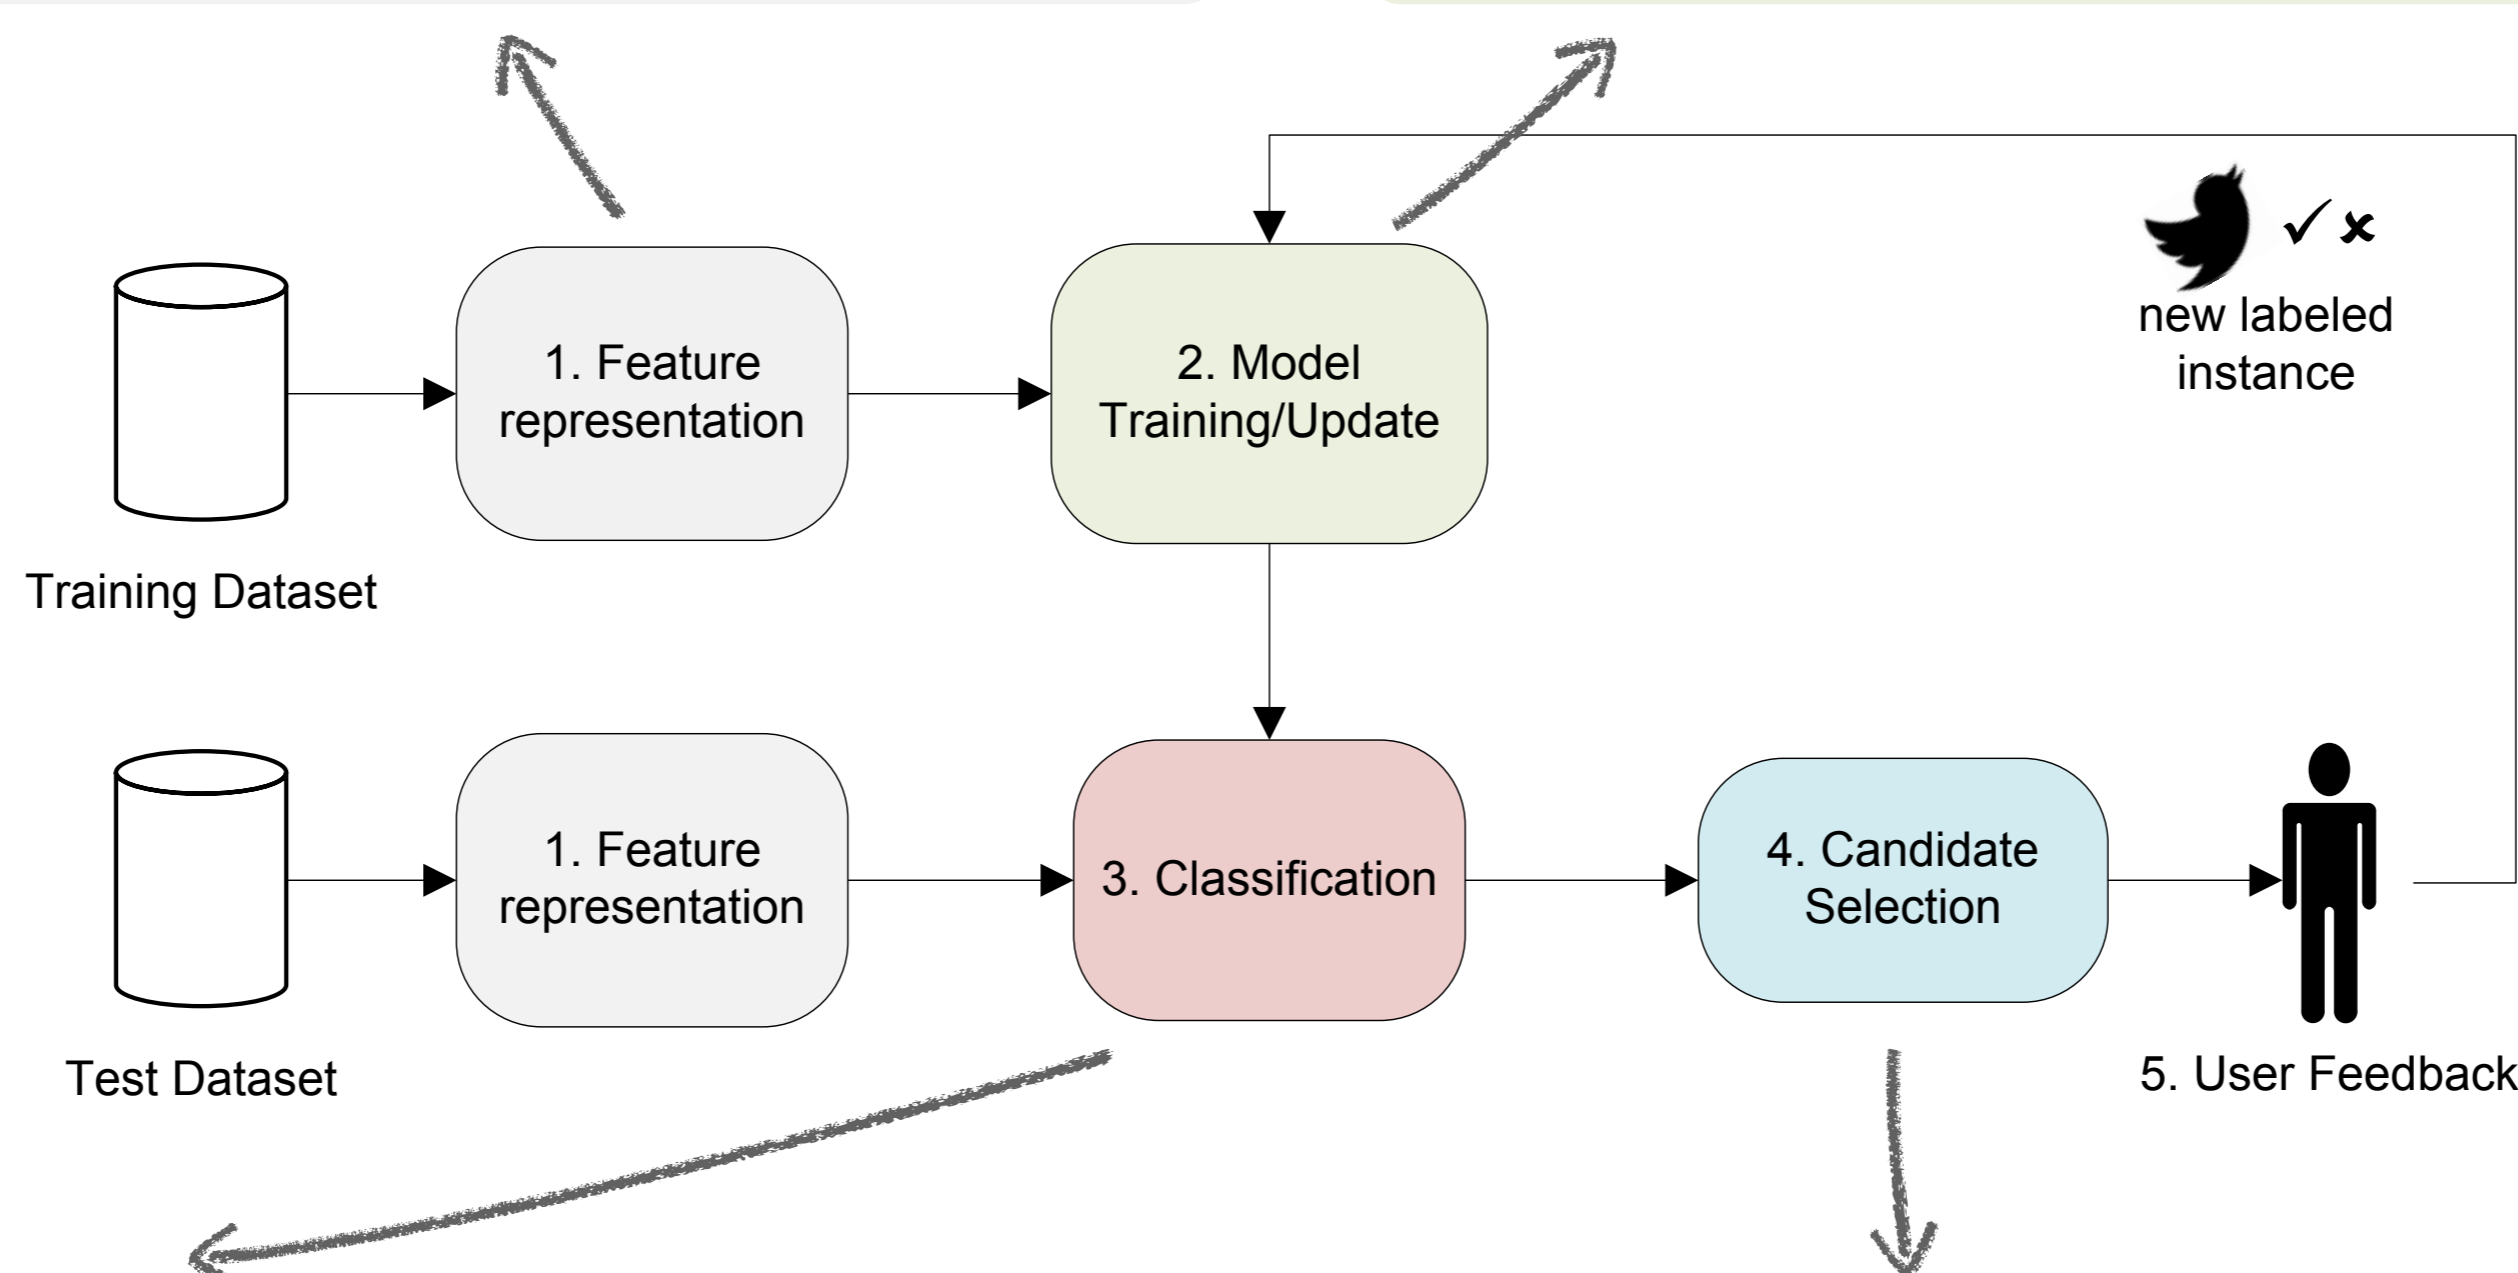 new labeled
instance
1. Feature
representation
2. Model
Training/Update
Training Dataset
1. Feature
representation
3. Classification
4. Candidate
Selection
Test Dataset
5. User Feedback